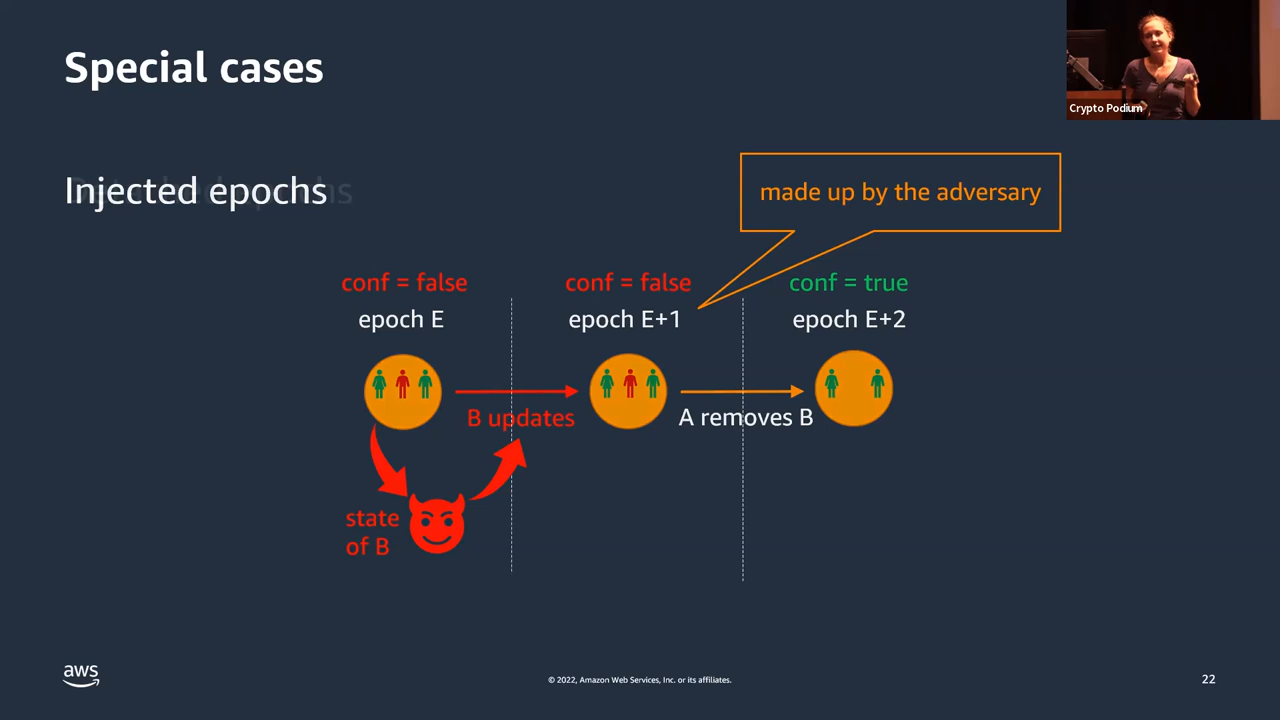 Special cases
Crypto Podium
Injected epochs
made up by the adversary
conf = false
conf = false
conf = true
epoch E
epoch E+1
epoch E+2
B updates
A removes B
state
of B
aws
© 2022, Amazon Web Services, Inc. or its affiliates.
22